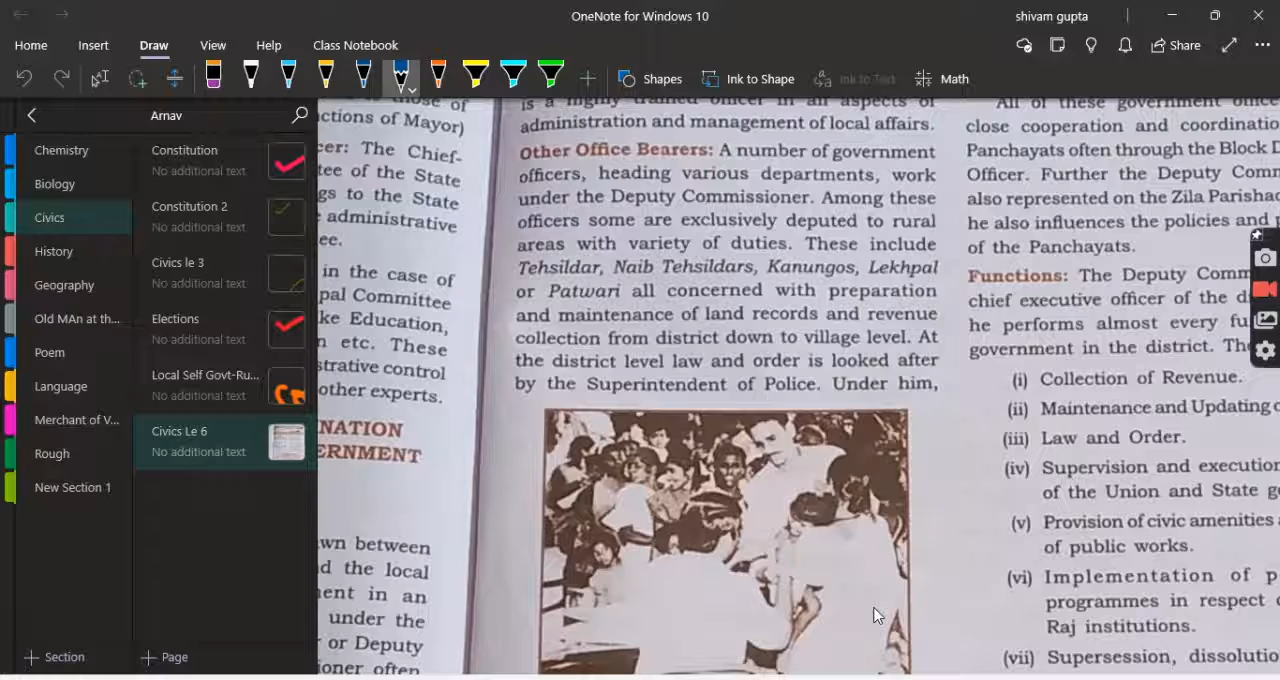 OneNote for Windows 10
shivam gupta
Home
Insert
Draw
View
Help
Class Notebook
Share
Shapes
Ink to Shape
Ink to Text
Math
Arnav
Chemistry
Biology
Civics
History
Geography
Old MAn at th...
Poem
Language
Merchant of V...
Rough
New Section 1
Section
Constitution
No additional text
Constitution 2
No additional text
Civics le 3
No additional text
Elections
No additional text
Local Self Govt-Ru...
No additional text
Civics Le 6
No additional text
Page
of
ctions of Mayor)
cer: The Chief-
tee of the State
gs to the State
administrative
ee.
in the case of
pal Committee
ke Education,
n etc. These
strative control
other experts.
NATION
ERNMENT
wn between
d the local
ent in an
under the
or Deputy
ioner often
is a highly trained officer in all aspects of
administration and management of local affairs.
Other Office Bearers: A number of government
officers, heading various departments, work
under the Deputy Commissioner. Among these
officers some are exclusively deputed to rural
areas with variety of duties. These include
Tehsildar, Naib Tehsildars, Kanungos, Lekhpal
or Patwari all concerned with preparation
and maintenance of land records and revenue
collection from district down to village level. At
the district level law and order is looked after
by the Superintendent of Police. Under him,
All of these government office
close cooperation and coordinatio
Panchayats often through the Block D
Officer. Further the Deputy Comm
also represented on the Zila Parishad
he also influences the policies and p
of the Panchayats.
Functions: The Deputy Comm
chief executive officer of the di
he performs almost every fu
government in the district. The
(i) Collection of Revenue.
(ii) Maintenance and Updating o
(iii) Law and Order.
(iv) Supervision and execution
of the Union and State g
(v) Provision of civic amenities
of public works.
(vi) Implementation of p
programmes in respect o
Raj institutions.
(vii) Supersession, dissolutio